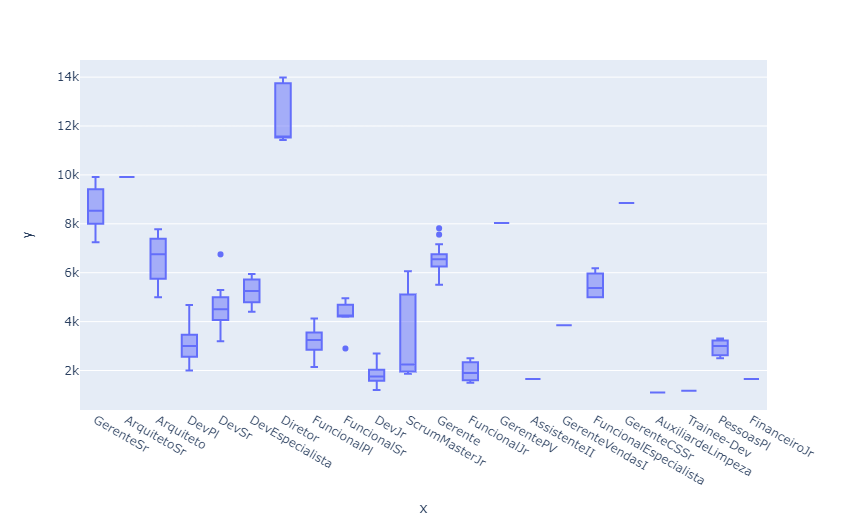 14k
12k
10k
8k
6k
4k
2k
y
GerenteSr
ArquitetoSr
Arquiteto
DevPl
DevSr
DevEspecialista
Diretor
FuncionalPl
FuncionalSr
DevJr
ScrumMasterJr
Gerente
FuncionalJr
GerentePV
AssistenteII
GerenteVendasI
FuncionalEspecialista
GerenteCSSr
AuxiliardeLimpeza
Trainee-Dev
PessoasPl
FinanceiroJr
x